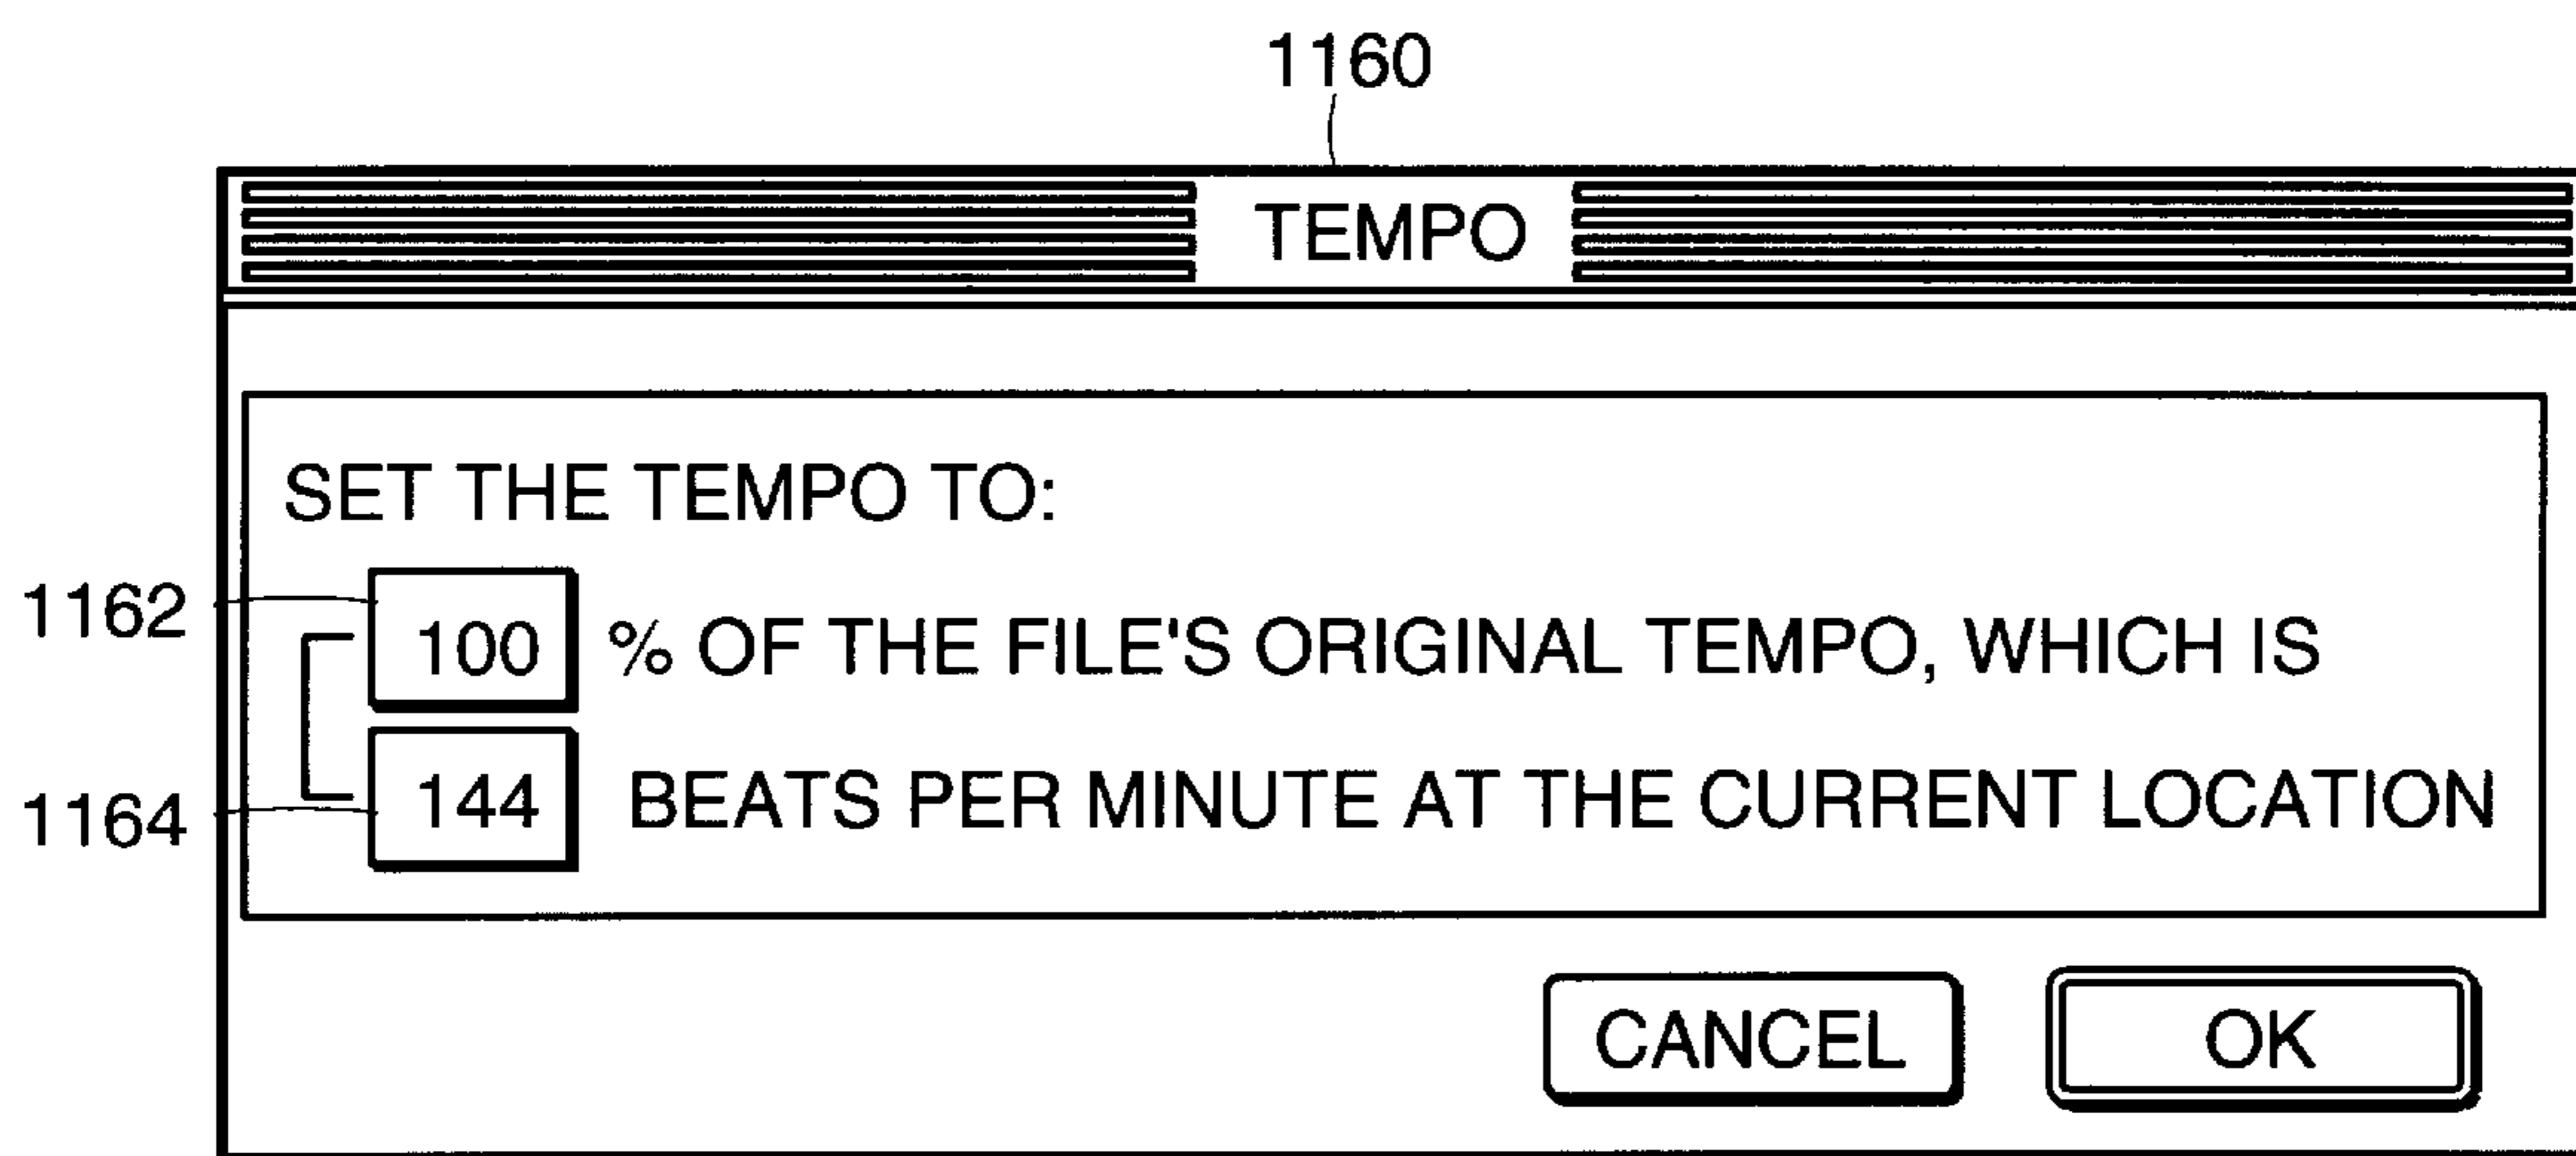 1160
TEMPO
SET THE TEMPO TO:
1162 100 % OF THE FILE'S ORIGINAL TEMPO, WHICH IS
1164 144 BEATS PER MINUTE AT THE CURRENT LOCATION
CANCEL OK